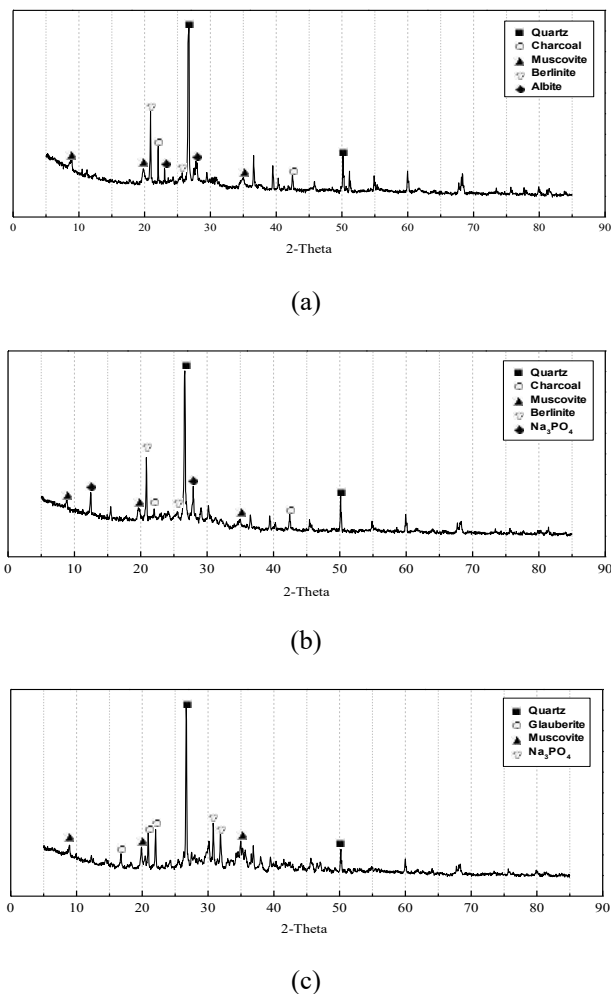 Quartz
Charcoal
Muscovite
Berlinite
Albite
0 10 20 30 40 50 60 70 80 90
2-Theta
(a)
Quartz
Charcoal
Muscovite
Berlinite
Na₃PO₄
0 10 20 30 40 50 60 70 80 90
2-Theta
(b)
Quartz
Glauberite
Muscovite
Na₃PO₄
0 10 20 30 40 50 60 70 80 90
2-Theta
(c)